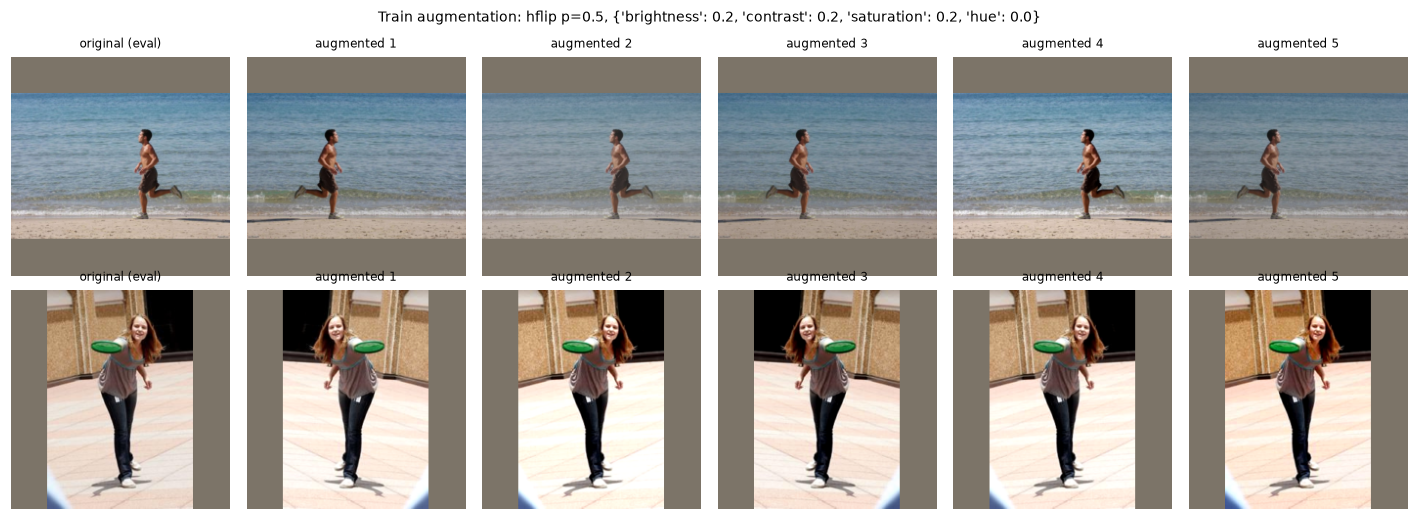 Train augmentation: hflip p=0.5, {'brightness': 0.2, 'contrast': 0.2, 'saturation': 0.2, 'hue': 0.0}
original (eval)
augmented 1
augmented 2
augmented 3
augmented 4
augmented 5
original (eval)
augmented 1
augmented 2
augmented 3
augmented 4
augmented 5